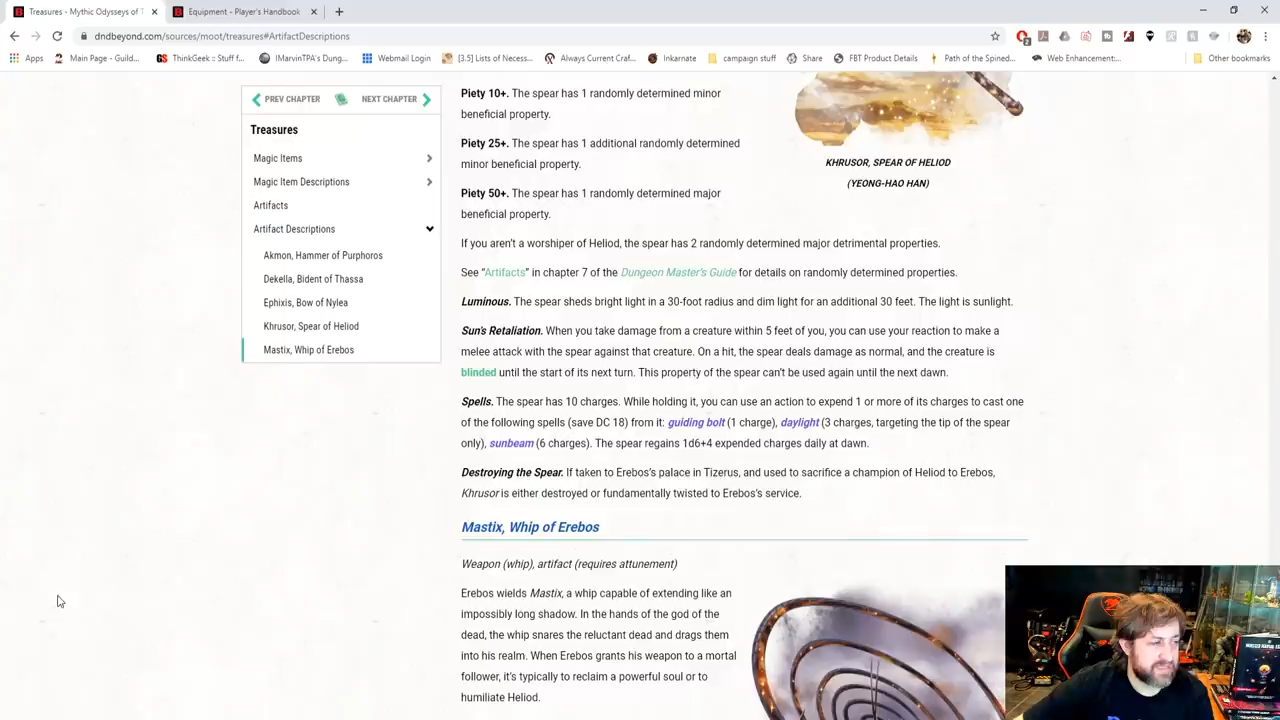 Treasures - Mythic Odysseys of T
Equipment - Player's Handbook
dndbeyond.com/sources/moot/treasures#ArtifactDescriptions
Apps
Main Page - Guild...
ThinkGeek :: Stuff f...
IMarvinTPA's Dung...
Webmail Login
[3.5] Lists of Necess...
Always Current Craf...
Inkarnate
campaign stuff
Share
FBT Product Details
Path of the Spined...
Web Enhancement:...
Other bookmarks
PREV CHAPTER
NEXT CHAPTER
Treasures
Magic Items
Magic Item Descriptions
Artifacts
Artifact Descriptions
Akmon, Hammer of Purphoros
Dekella, Bident of Thassa
Ephixis, Bow of Nylea
Khrusor, Spear of Heliod
Mastix, Whip of Erebos
Piety 10+. The spear has 1 randomly determined minor
beneficial property.
Piety 25+. The spear has 1 additional randomly determined
minor beneficial property.
Piety 50+. The spear has 1 randomly determined major
beneficial property.
KHRUSOR, SPEAR OF HELIOD
(YEONG-HAO HAN)
If you aren't a worshiper of Heliod, the spear has 2 randomly determined major detrimental properties.
See “Artifacts” in chapter 7 of the Dungeon Master's Guide for details on randomly determined properties.
Luminous. The spear sheds bright light in a 30-foot radius and dim light for an additional 30 feet. The light is sunlight.
Sun's Retaliation. When you take damage from a creature within 5 feet of you, you can use your reaction to make a
melee attack with the spear against that creature. On a hit, the spear deals damage as normal, and the creature is
blinded until the start of its next turn. This property of the spear can't be used again until the next dawn.
Spells. The spear has 10 charges. While holding it, you can use an action to expend 1 or more of its charges to cast one
of the following spells (save DC 18) from it: guiding bolt (1 charge), daylight (3 charges, targeting the tip of the spear
only), sunbeam (6 charges). The spear regains 1d6+4 expended charges daily at dawn.
Destroying the Spear. If taken to Erebos's palace in Tizerus, and used to sacrifice a champion of Heliod to Erebos,
Khrusor is either destroyed or fundamentally twisted to Erebos's service.
Mastix, Whip of Erebos
Weapon (whip), artifact (requires attunement)
Erebos wields Mastix, a whip capable of extending like an
impossibly long shadow. In the hands of the god of the
dead, the whip snares the reluctant dead and drags them
into his realm. When Erebos grants his weapon to a mortal
follower, it's typically to reclaim a powerful soul or to
humiliate Heliod.